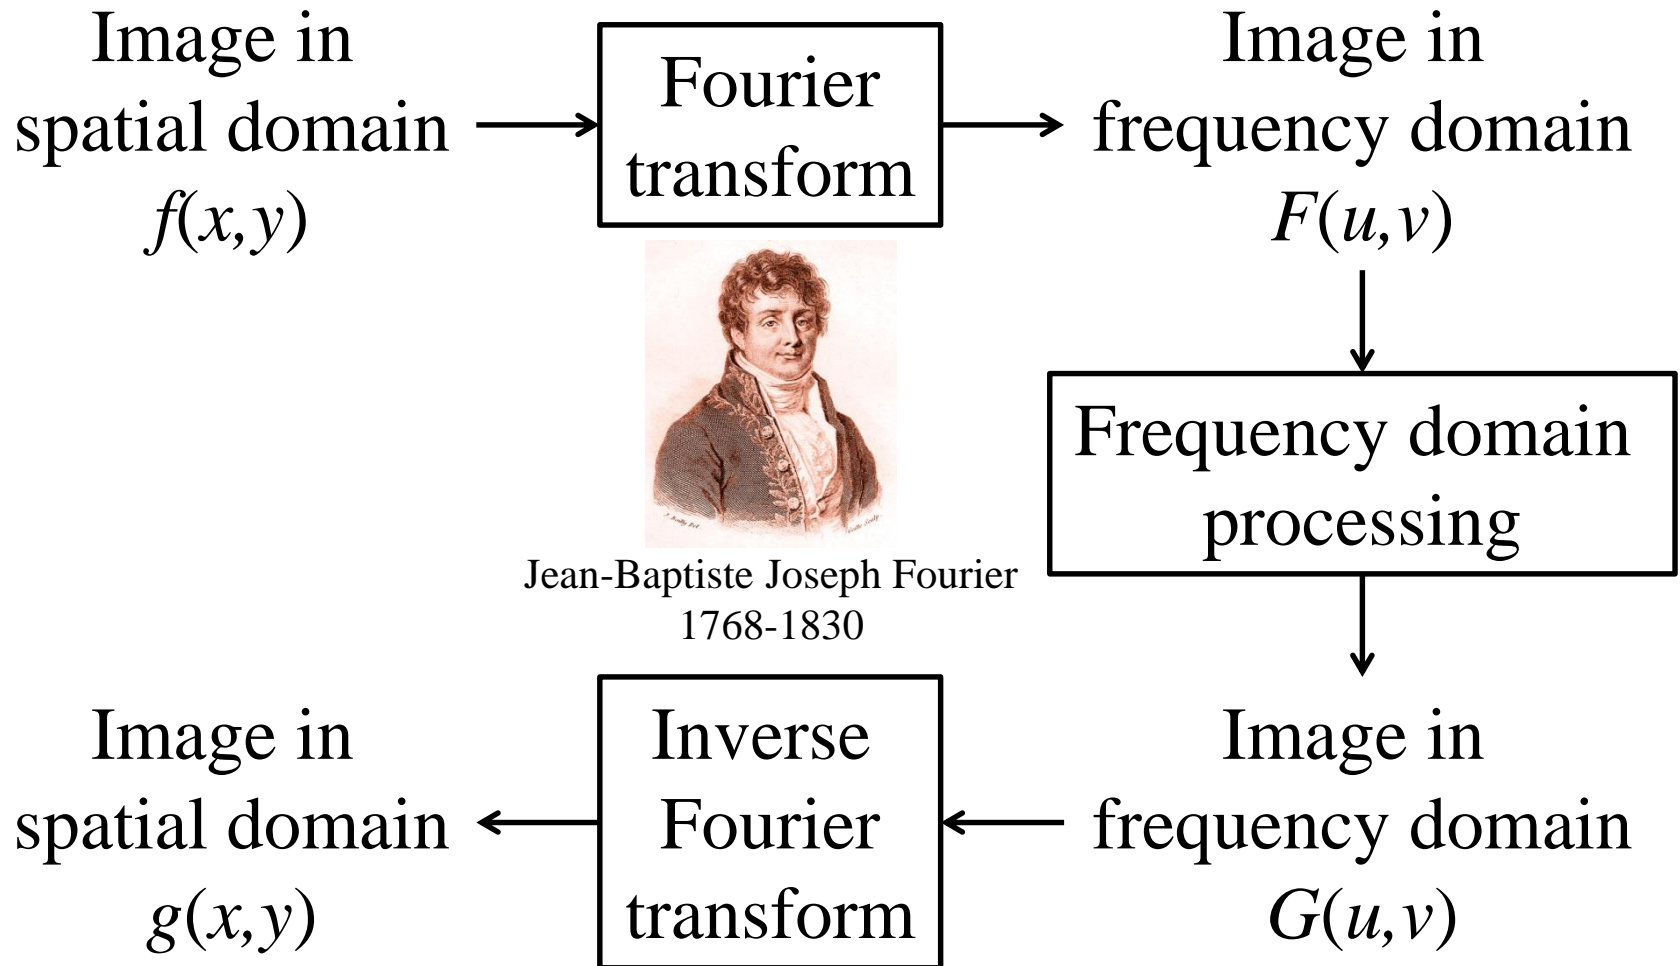 Image in
spatial domain
f(x,y)
Fourier
transform
Image in
frequency domain
F(u,v)
Jean-Baptiste Joseph Fourier
1768-1830
Frequency domain
processing
Image in
frequency domain
G(u,v)
Inverse
Fourier
transform
Image in
spatial domain
g(x,y)